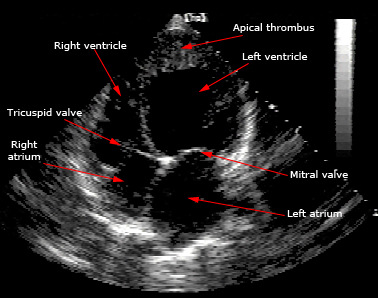 Apical thrombus
Right ventricle
Left ventricle
Tricuspid valve
Right
atrium
Mitral valve
Left atrium